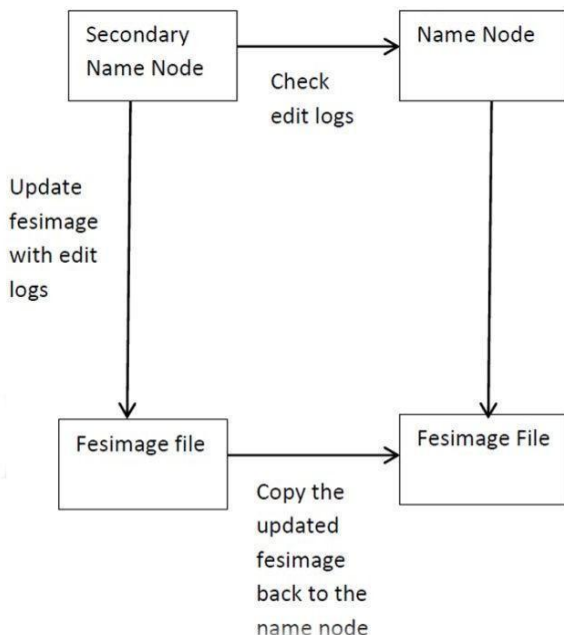 Secondary
Name Node
Name Node
Check
edit logs
Update
fesimage
with edit
logs
Fesimage file
Fesimage File
Copy the
updated
fesimage
back to the
name node